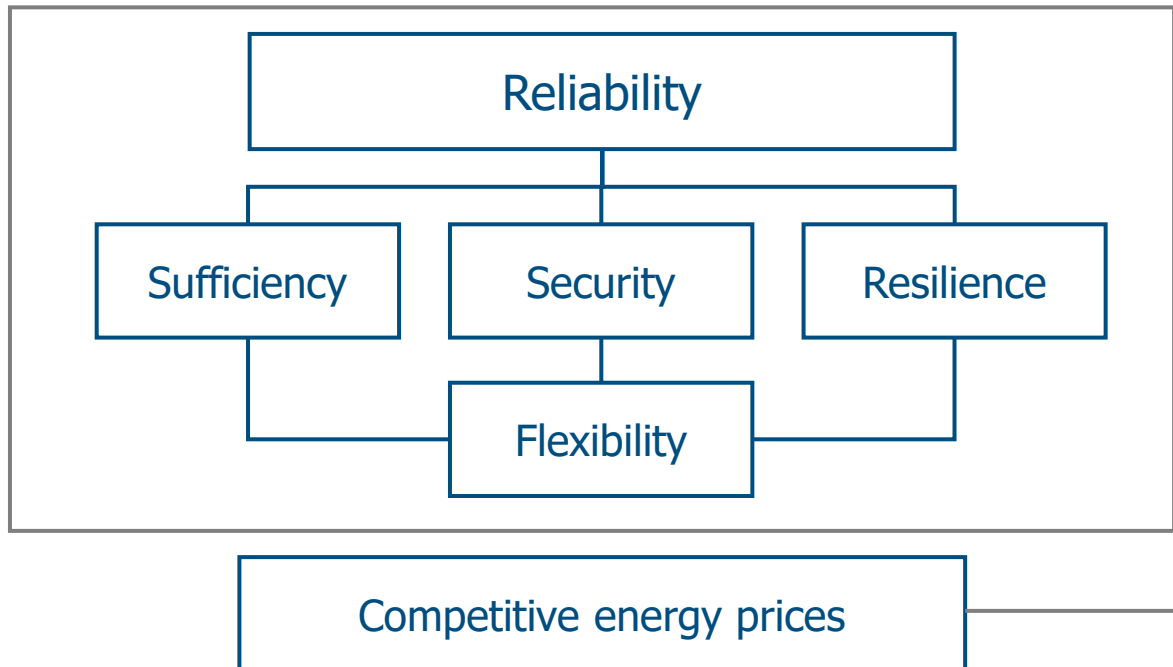 Reliability
Sufficiency
Security
Resilience
Flexibility
Competitive energy prices